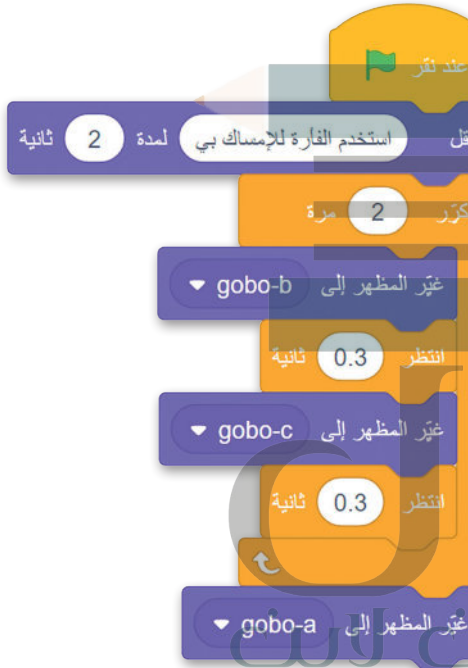 عند نقر
قل استخدم الفأرة للإمساك بي لمدة 2 ثانية
كرّر 2 مرة
غيّر المظهر إلى gobo-b
انتظر 0.3 ثانية
غيّر المظهر إلى gobo-c
انتظر 0.3 ثانية
غيّر المظهر إلى gobo-a